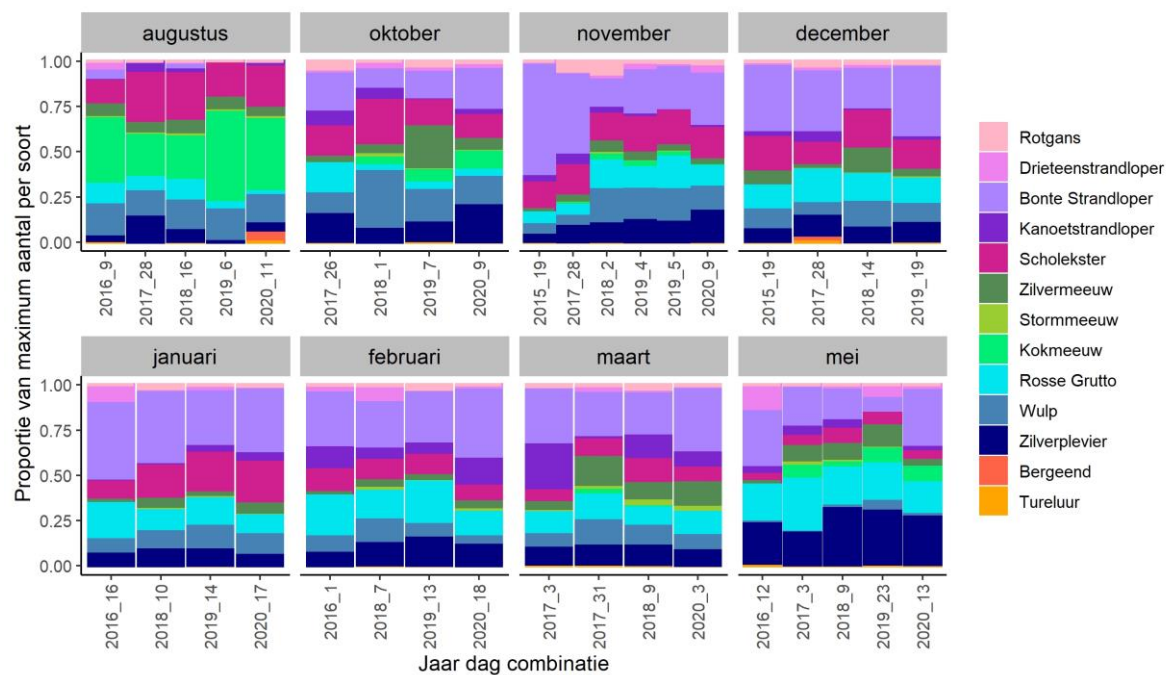 augustus
oktober
november
december
Proportie van maximum aantal per soort
1.00
0.75
0.50
0.25
0.00
2016_9
2017_28
2018_16
2019_6
2020_11
2017_26
2018_1
2019_7
2020_9
2015_19
2017_28
2018_2
2019_4
2019_5
2020_9
2015_19
2017_28
2018_14
2019_19
januari
februari
maart
mei
1.00
0.75
0.50
0.25
0.00
2016_16
2018_10
2019_14
2020_17
2016_1
2018_7
2019_13
2020_18
2017_3
2017_31
2018_9
2020_3
2016_12
2017_3
2018_9
2019_23
2020_13
Jaar dag combinatie
Rotgans
Drieteenstrandloper
Bonte Strandloper
Kanoetstrandloper
Scholekster
Zilvermeeuw
Stormmeeuw
Kokmeeuw
Rosse Grutto
Wulp
Zilverplevier
Bergeend
Tureluur